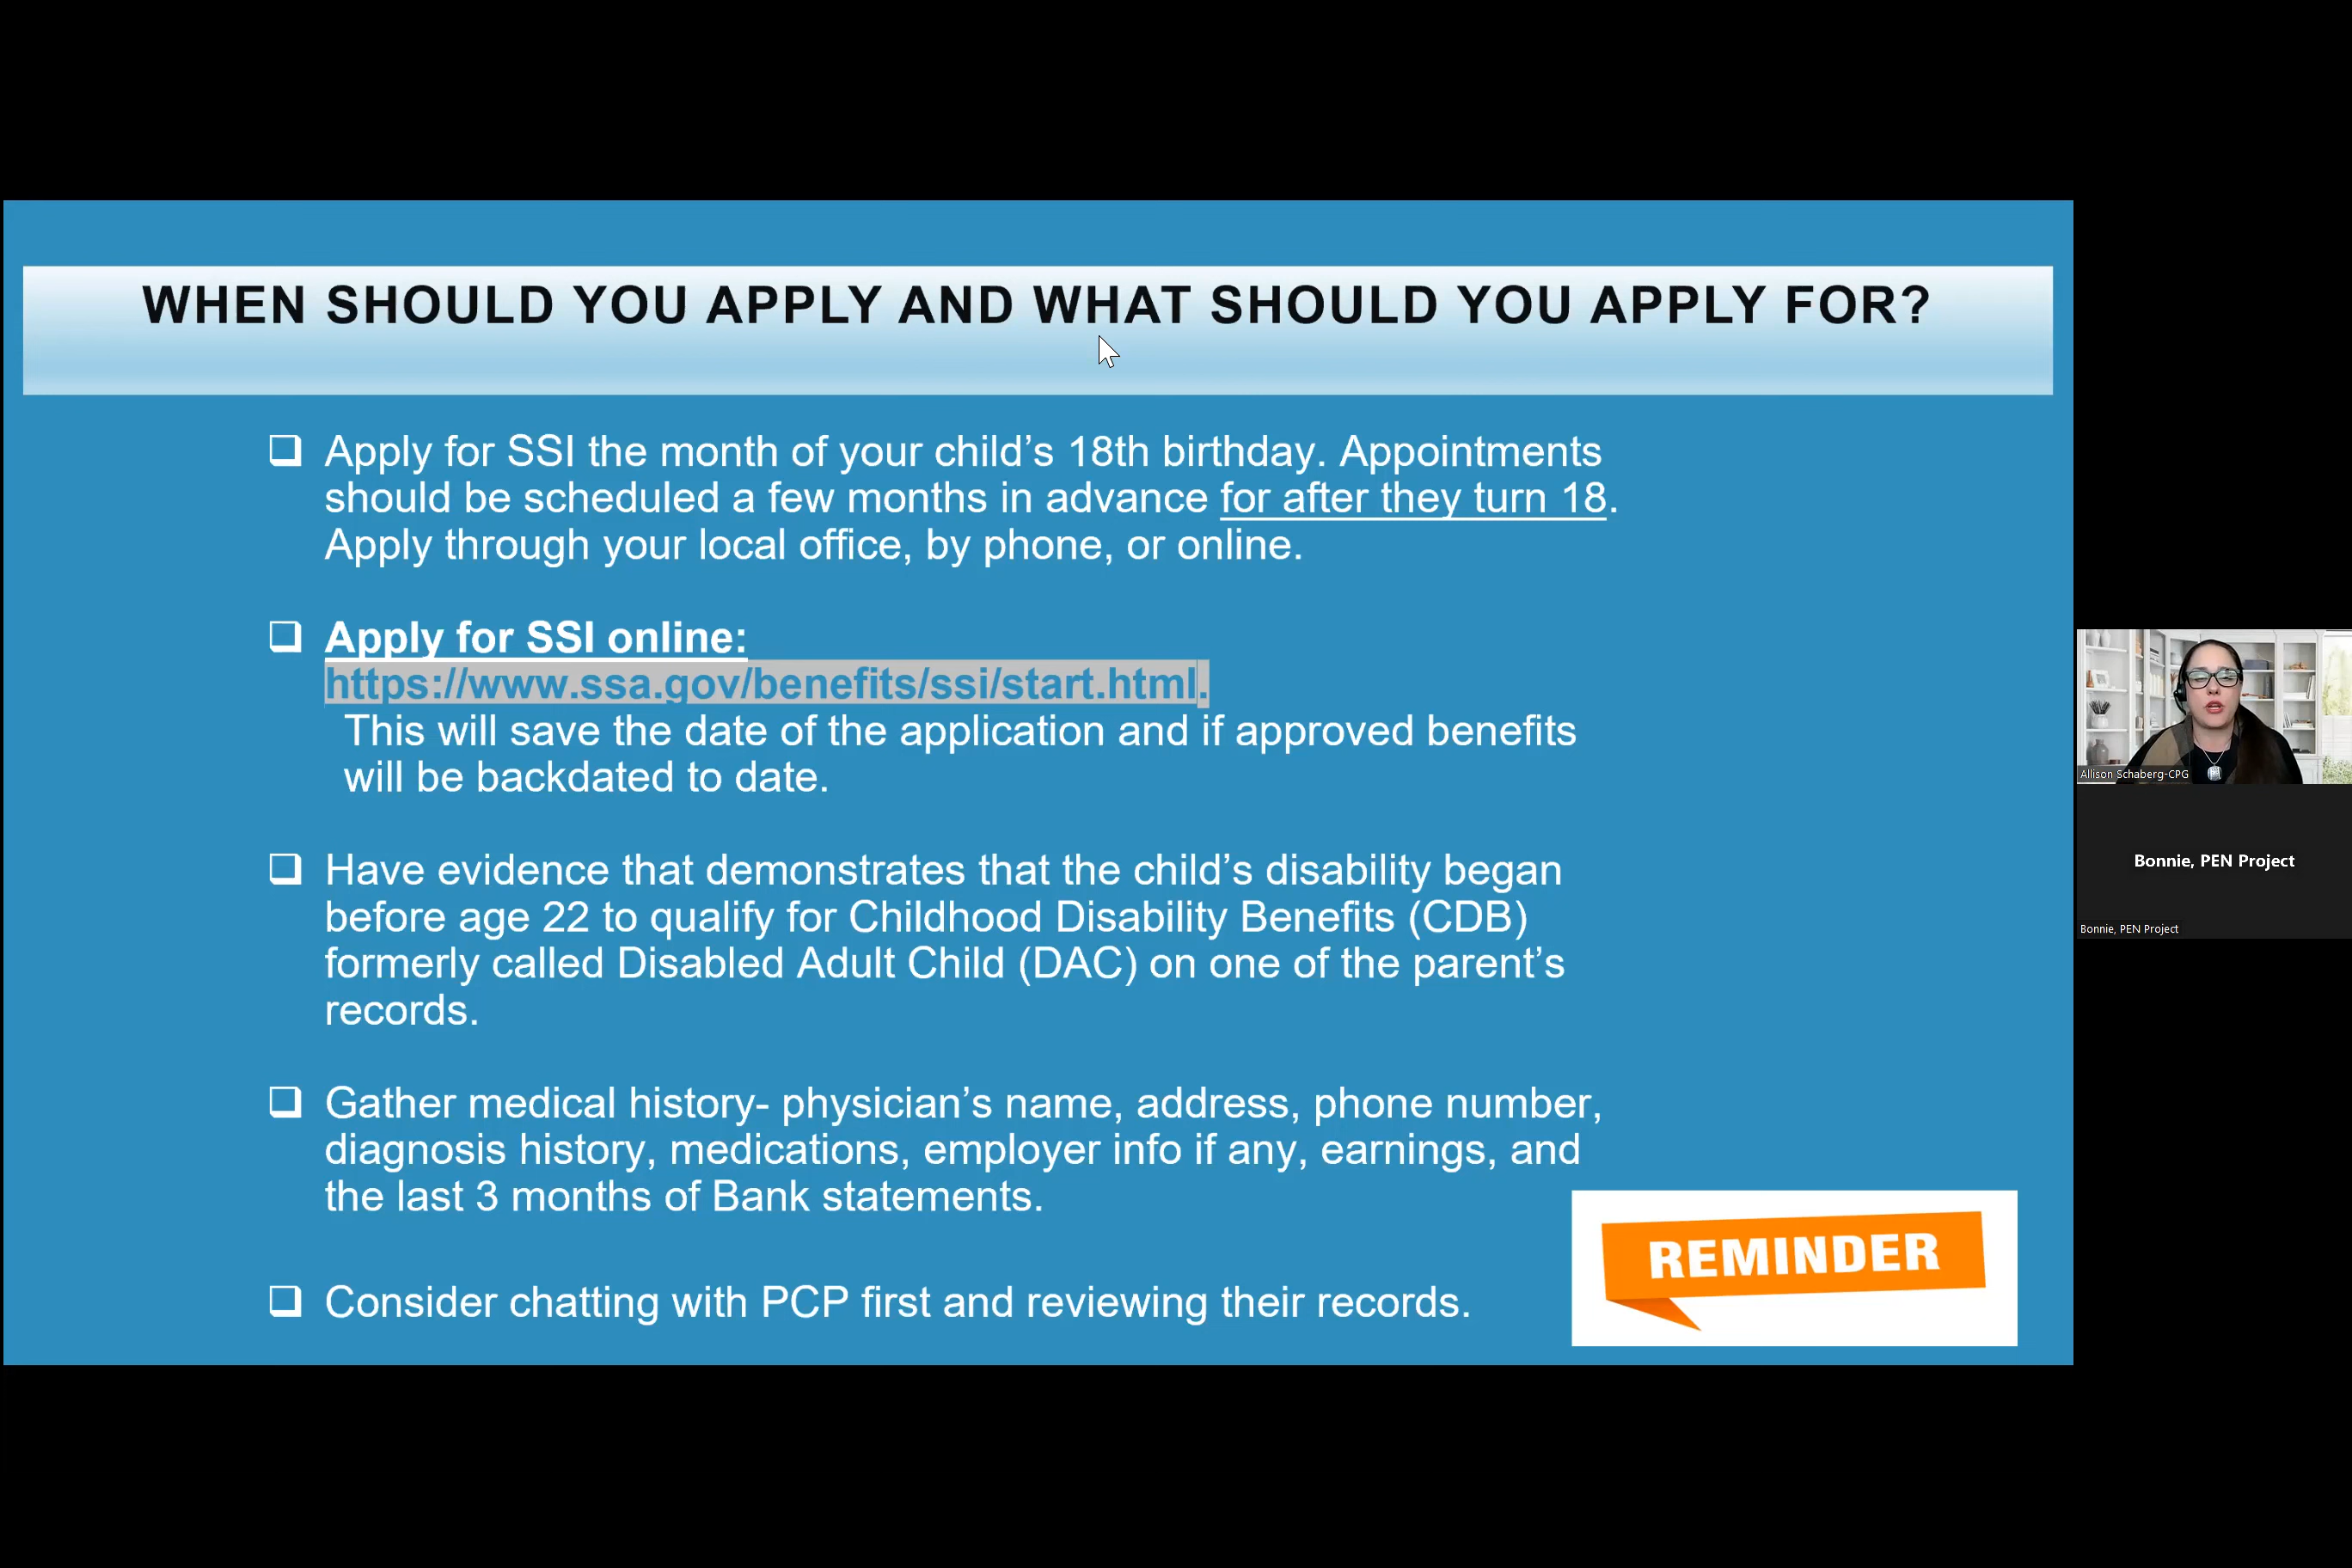 WHEN SHOULD YOU APPLY AND WHAT SHOULD YOU APPLY FOR?
❑ Apply for SSI the month of your child’s 18th birthday. Appointments
should be scheduled a few months in advance for after they turn 18.
Apply through your local office, by phone, or online.
❑ Apply for SSI online:
https://www.ssa.gov/benefits/ssi/start.html.
This will save the date of the application and if approved benefits
will be backdated to date.
❑ Have evidence that demonstrates that the child’s disability began
before age 22 to qualify for Childhood Disability Benefits (CDB)
formerly called Disabled Adult Child (DAC) on one of the parent’s
records.
❑ Gather medical history- physician’s name, address, phone number,
diagnosis history, medications, employer info if any, earnings, and
the last 3 months of Bank statements.
❑ Consider chatting with PCP first and reviewing their records.
REMINDER
Allison Schaberg-CPG
Bonnie, PEN Project
Bonnie, PEN Project